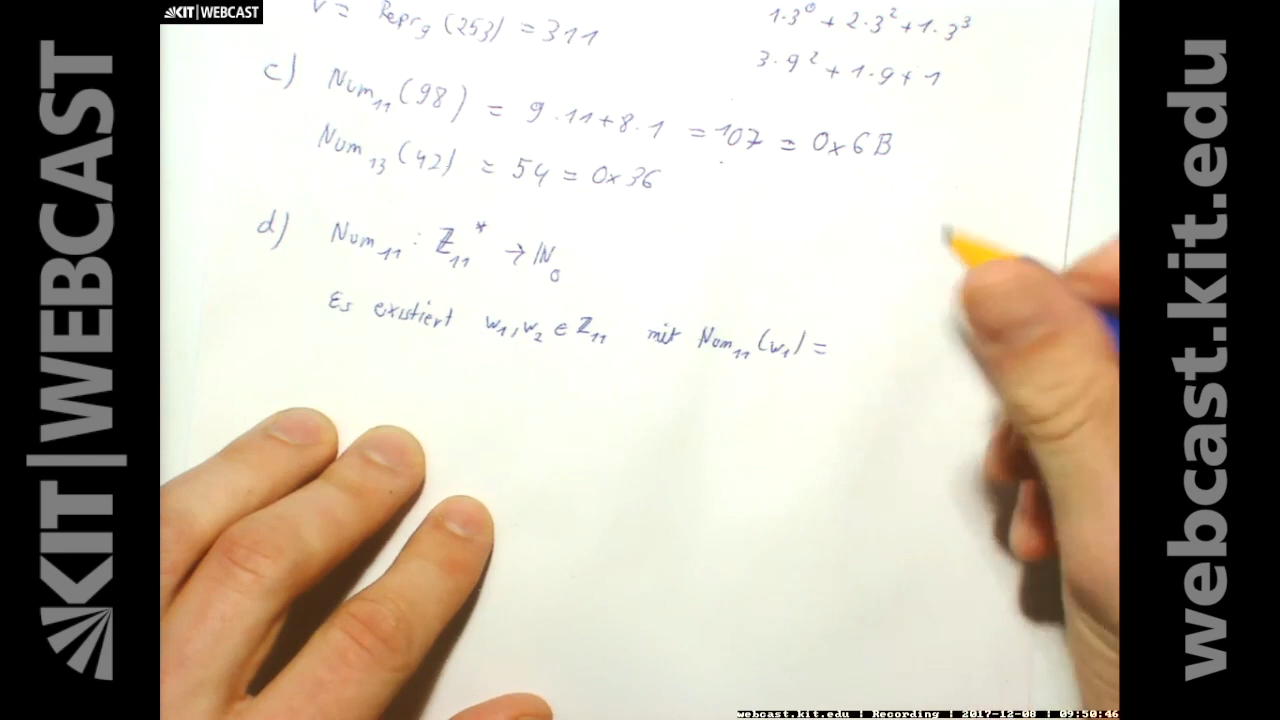 KIT|WEBCAST
KIT|WEBCAST
webcast.kit.edu
V = Repr₉(253) = 311
1·3⁰ + 2·3² + 1·3³
3·9² + 1·9 + 1
c) Num₁₁(98) = 9·11+8·1 = 107 = 0x6B
Num₁₃(42) = 54 = 0x36
d) Num₁₁ : ℤ₁₁* → ℕ₀
Es existiert w₁, w₂ ∈ ℤ₁₁ mit Num₁₁(w₁) =
webcast.kit.edu | Recording | 2017-12-08 | 09:50:46